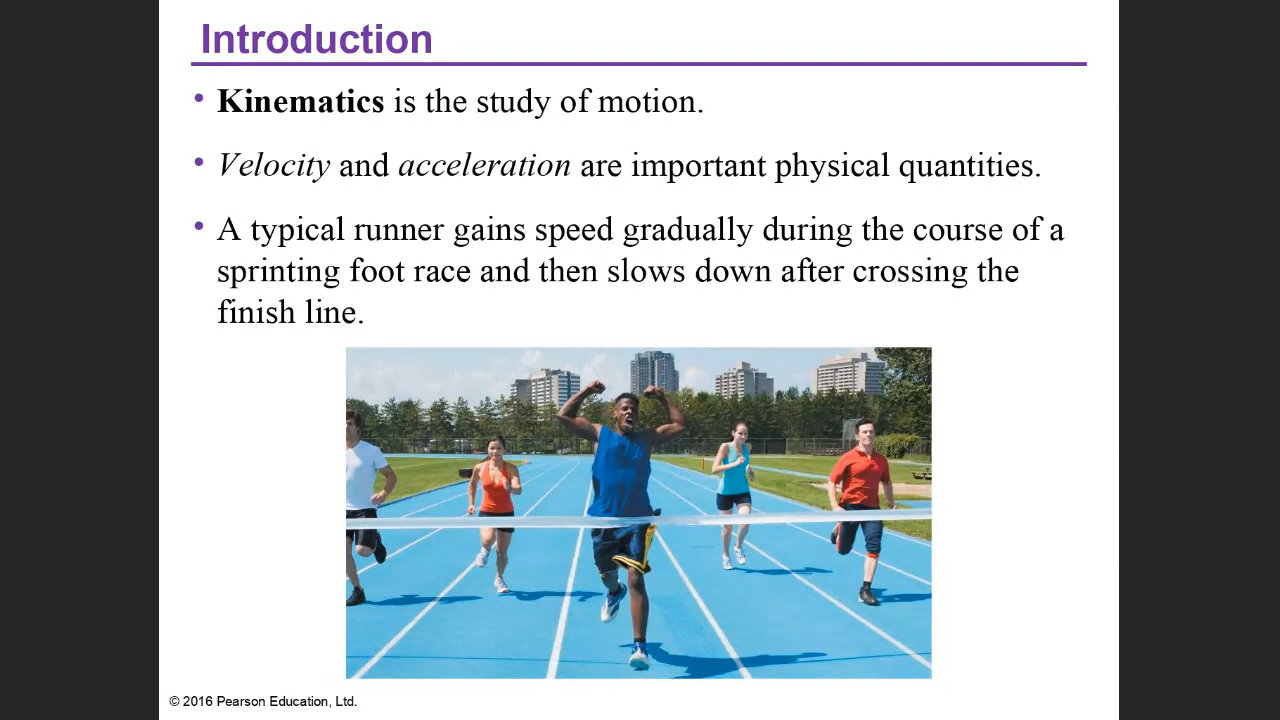 Introduction
• Kinematics is the study of motion.
• Velocity and acceleration are important physical quantities.
• A typical runner gains speed gradually during the course of a
sprinting foot race and then slows down after crossing the
finish line.
© 2016 Pearson Education, Ltd.